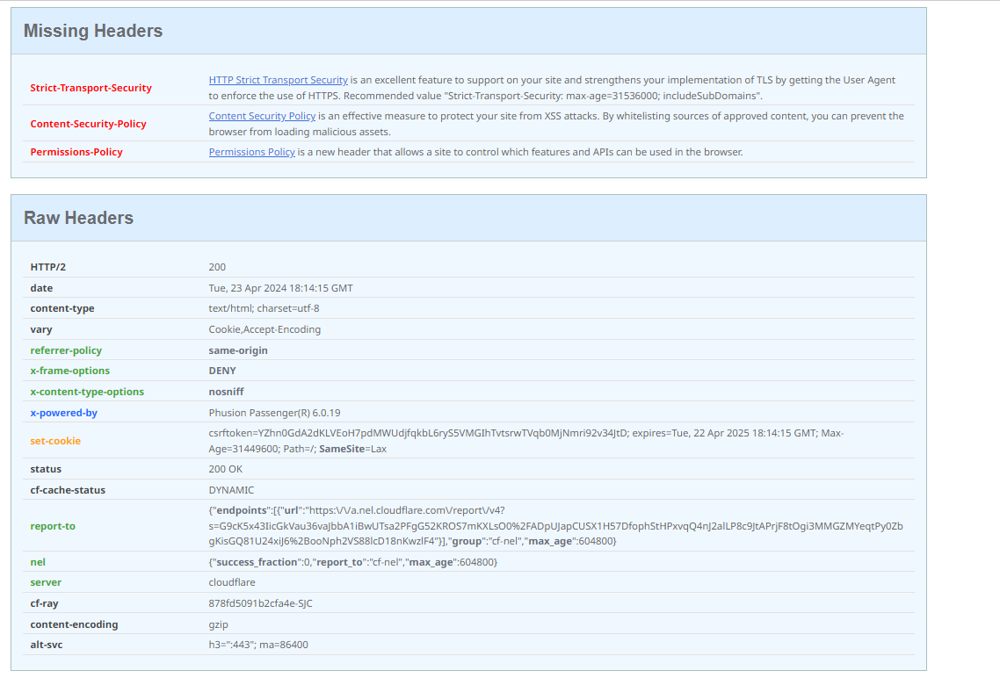 Missing Headers
Strict-Transport-Security
HTTP Strict Transport Security is an excellent feature to support on your site and strengthens your implementation of TLS by getting the User Agent
to enforce the use of HTTPS. Recommended value "Strict-Transport-Security: max-age=31536000; includeSubDomains".
Content-Security-Policy
Content Security Policy is an effective measure to protect your site from XSS attacks. By whitelisting sources of approved content, you can prevent the
browser from loading malicious assets.
Permissions-Policy
Permissions Policy is a new header that allows a site to control which features and APIs can be used in the browser.
Raw Headers
HTTP/2 200
date Tue, 23 Apr 2024 18:14:15 GMT
content-type text/html; charset=utf-8
vary Cookie,Accept-Encoding
referrer-policy same-origin
x-frame-options DENY
x-content-type-options nosniff
x-powered-by Phusion Passenger(R) 6.0.19
set-cookie
csrftoken=YZhn0GdA2dKLVEoH7pdMWUdjfqkbL6ryS5VMGIhTvtsrwTVqb0MjNmri92v34JtD; expires=Tue, 22 Apr 2025 18:14:15 GMT; Max-
Age=31449600; Path=/; SameSite=Lax
status 200 OK
cf-cache-status DYNAMIC
report-to
{"endpoints":[{"url":"https:\/\/a.nel.cloudflare.com\/report\/v4?
s=G9cK5x43IicGkVau36vaJbbA1iBwUTsa2PFgG52KROS7mKXLsO0%2FADpUJapCUSX1H57DfophStHPxvqQ4nJ2alLP8c9JtAPrjF8tOgi3MMGZMYeqtPy0Zb
gKisGQ81U24xiJ6%2BooNph2VS88lcD18nKwzlF4"}],"group":"cf-nel","max_age":604800}
nel {"success_fraction":0,"report_to":"cf-nel","max_age":604800}
server cloudflare
cf-ray 878fd5091b2cfa4e-SJC
content-encoding gzip
alt-svc h3=":443"; ma=86400